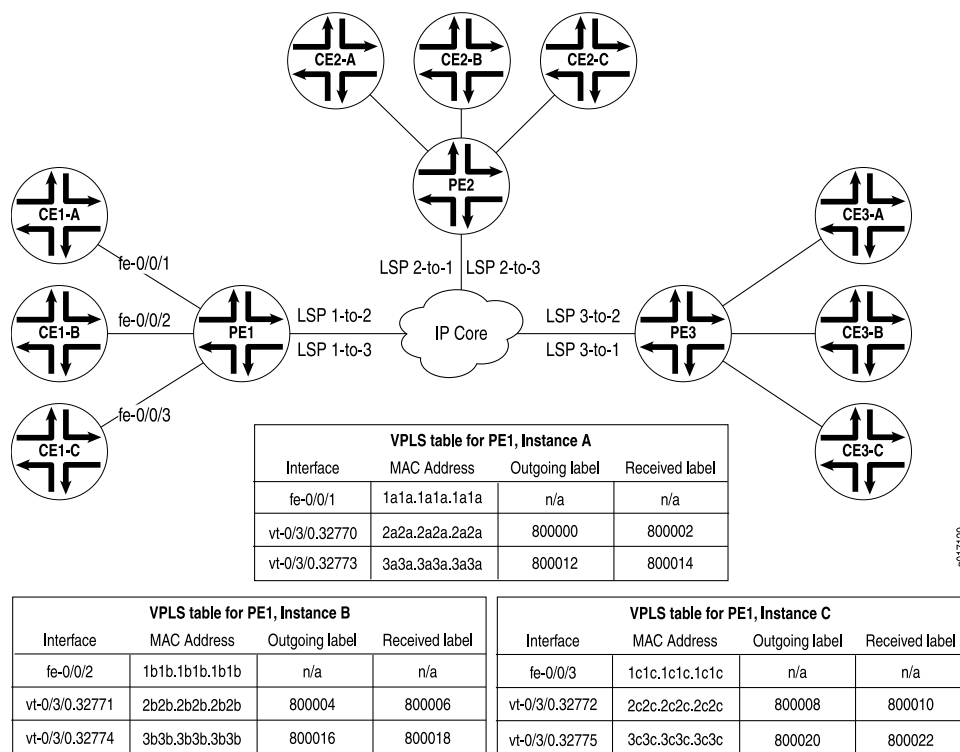 CE2-A CE2-B CE2-C
PE2
CE1-A
CE3-A
fe-0/0/1
LSP 2-to-1 LSP 2-to-3
CE1-B
fe-0/0/2
PE1
LSP 1-to-2
LSP 1-to-3
IP Core
LSP 3-to-2
LSP 3-to-1
PE3
CE3-B
fe-0/0/3
CE1-C
CE3-C
VPLS table for PE1, Instance A
Interface MAC Address Outgoing label Received label
fe-0/0/1 1a1a.1a1a.1a1a n/a n/a
vt-0/3/0.32770 2a2a.2a2a.2a2a 800000 800002
vt-0/3/0.32773 3a3a.3a3a.3a3a 800012 800014
VPLS table for PE1, Instance B
Interface MAC Address Outgoing label Received label
fe-0/0/2 1b1b.1b1b.1b1b n/a n/a
vt-0/3/0.32771 2b2b.2b2b.2b2b 800004 800006
vt-0/3/0.32774 3b3b.3b3b.3b3b 800016 800018
VPLS table for PE1, Instance C
Interface MAC Address Outgoing label Received label
fe-0/0/3 1c1c.1c1c.1c1c n/a n/a
vt-0/3/0.32772 2c2c.2c2c.2c2c 800008 800010
vt-0/3/0.32775 3c3c.3c3c.3c3c 800020 800022